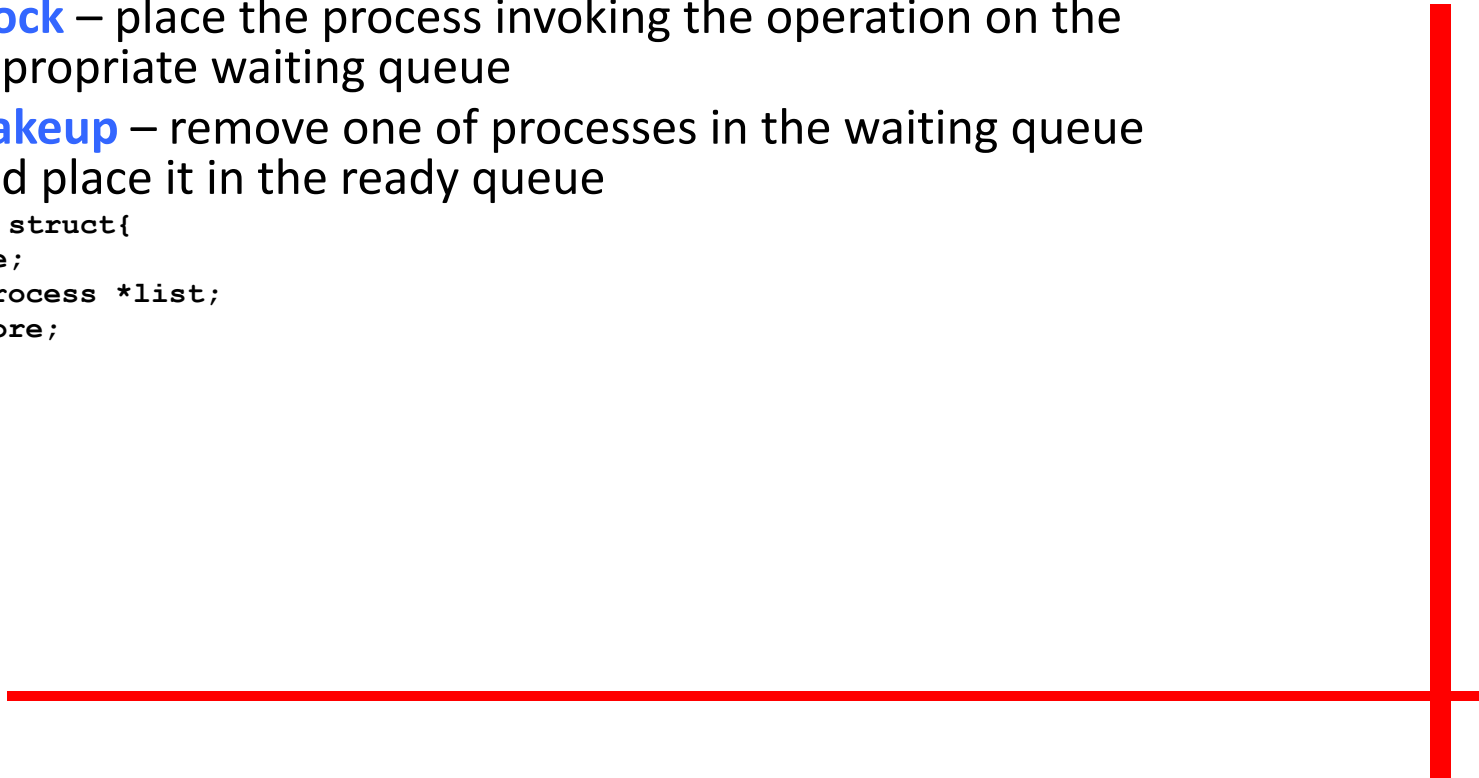 ock – place the process invoking the operation on the
propriate waiting queue
akeup – remove one of processes in the waiting queue
d place it in the ready queue
struct{
e;
rocess *list;
ore;